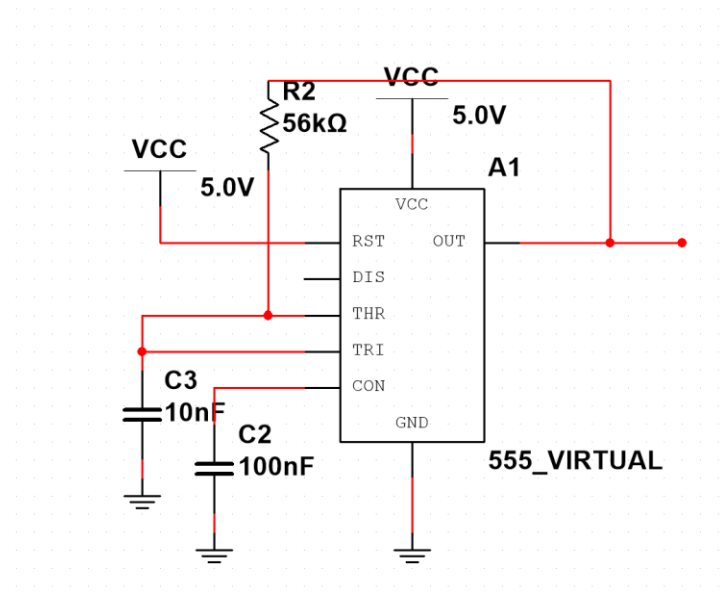 VCC
R2
56kΩ
5.0V
VCC
5.0V
A1
VCC
RST
OUT
DIS
THR
TRI
CON
GND
C3
10nF
C2
100nF
555_VIRTUAL